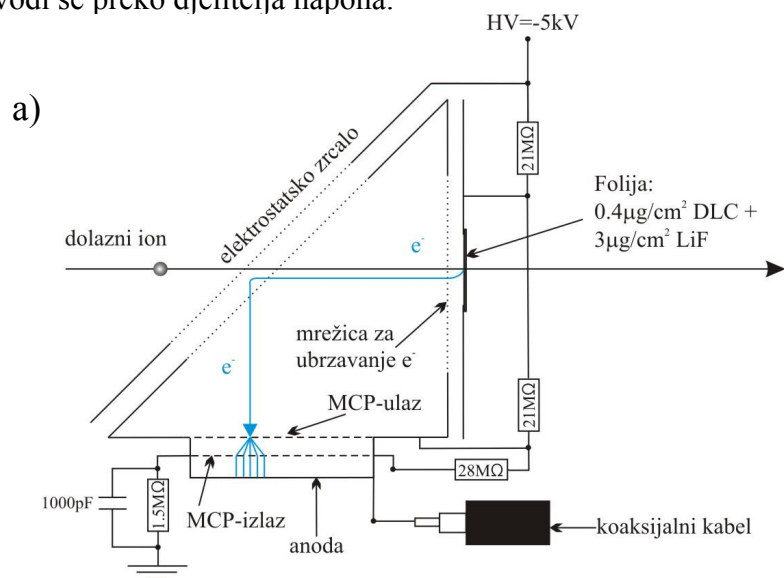 vodi se preko djelitelja napona.
HV=-5kV
a)
21MΩ
elektrostatsko zrcalo
Folija:
0.4µg/cm² DLC +
3µg/cm² LiF
dolazni ion
e⁻
mrežica za
ubrzavanje e⁻
e⁻
MCP-ulaz
21MΩ
28MΩ
1000pF
1.5MΩ
MCP-izlaz
anoda
koaksijalni kabel